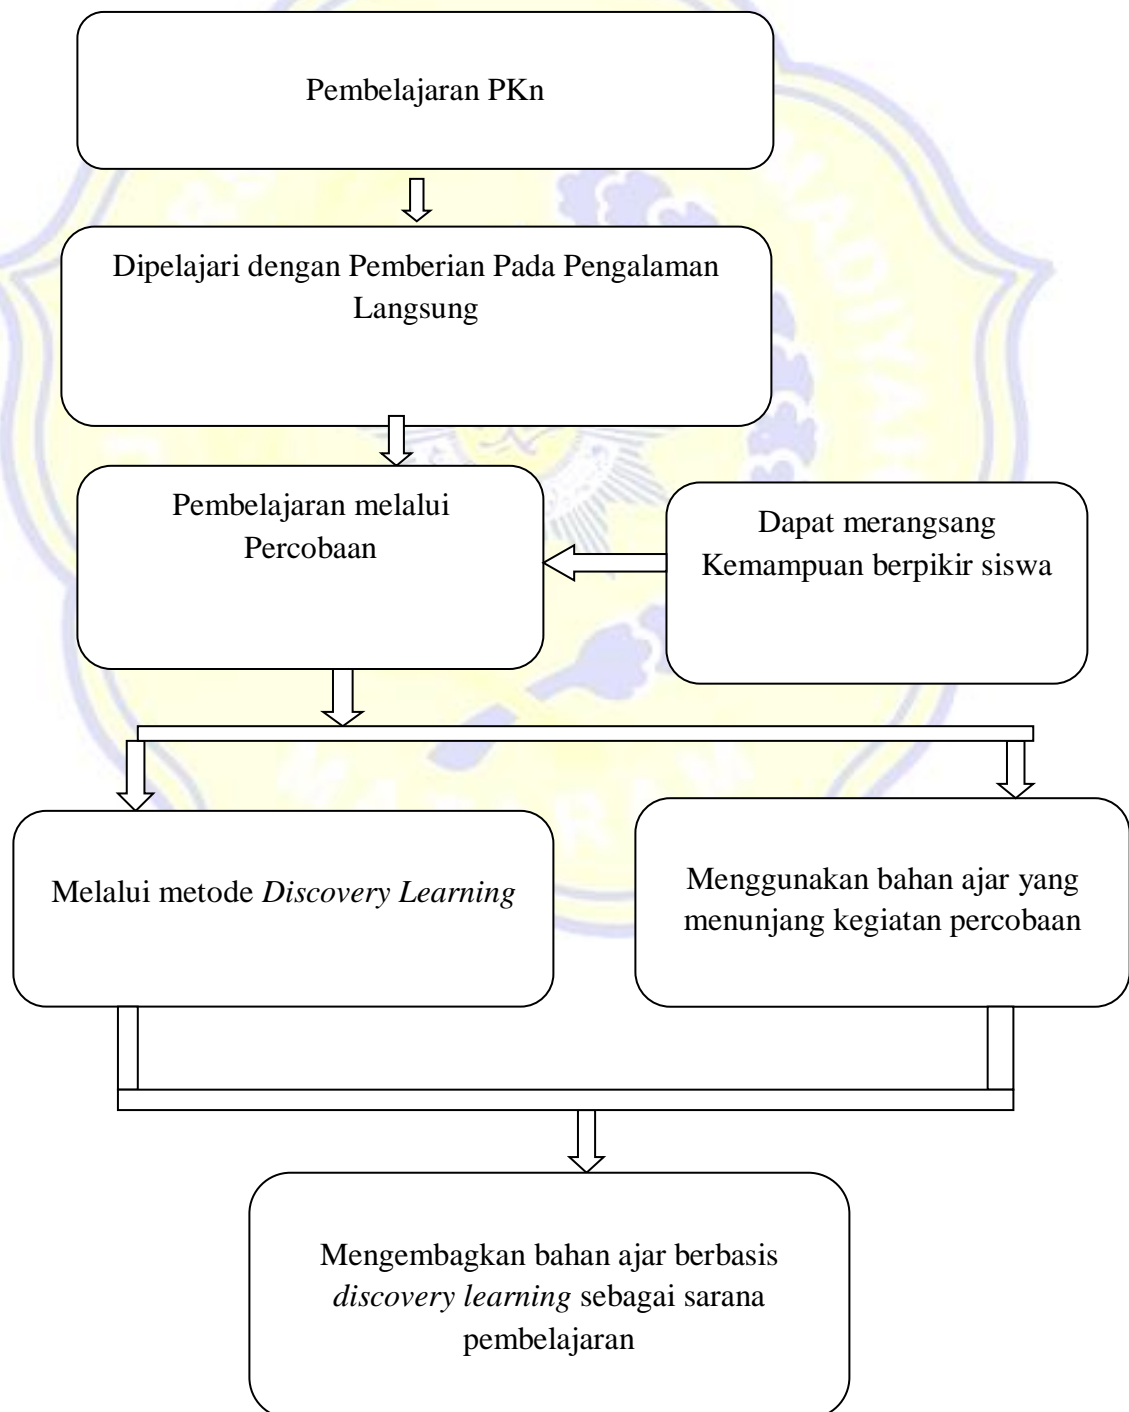 Pembelajaran PKn
Dipelajari dengan Pemberian Pada Pengalaman
Langsung
Pembelajaran melalui
Percobaan
Dapat merangsang
Kemampuan berpikir siswa
Melalui metode Discovery Learning
Menggunakan bahan ajar yang
menunjang kegiatan percobaan
Mengembagkan bahan ajar berbasis
discovery learning sebagai sarana
pembelajaran